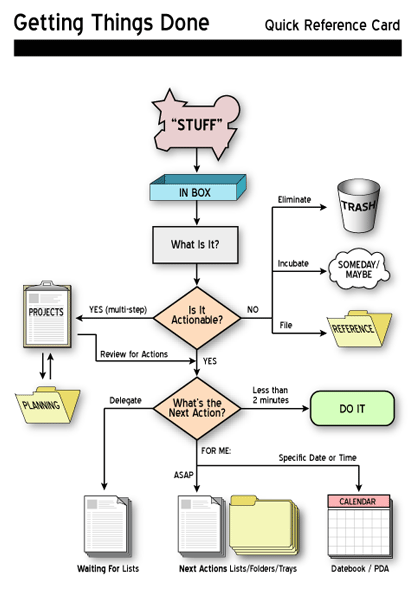 Getting Things Done
Quick Reference Card
“STUFF”
IN BOX
What Is It?
Eliminate
TRASH
Incubate
SOMEDAY/
MAYBE
Is It
Actionable?
NO
File
REFERENCE
YES (multi-step)
PROJECTS
Review for Actions
YES
PLANNING
What's the
Next Action?
Delegate
Less than
2 minutes
DO IT
FOR ME:
ASAP
Specific Date or Time
CALENDAR
Waiting For Lists
Next Actions Lists/Folders/Trays
Datebook / PDA